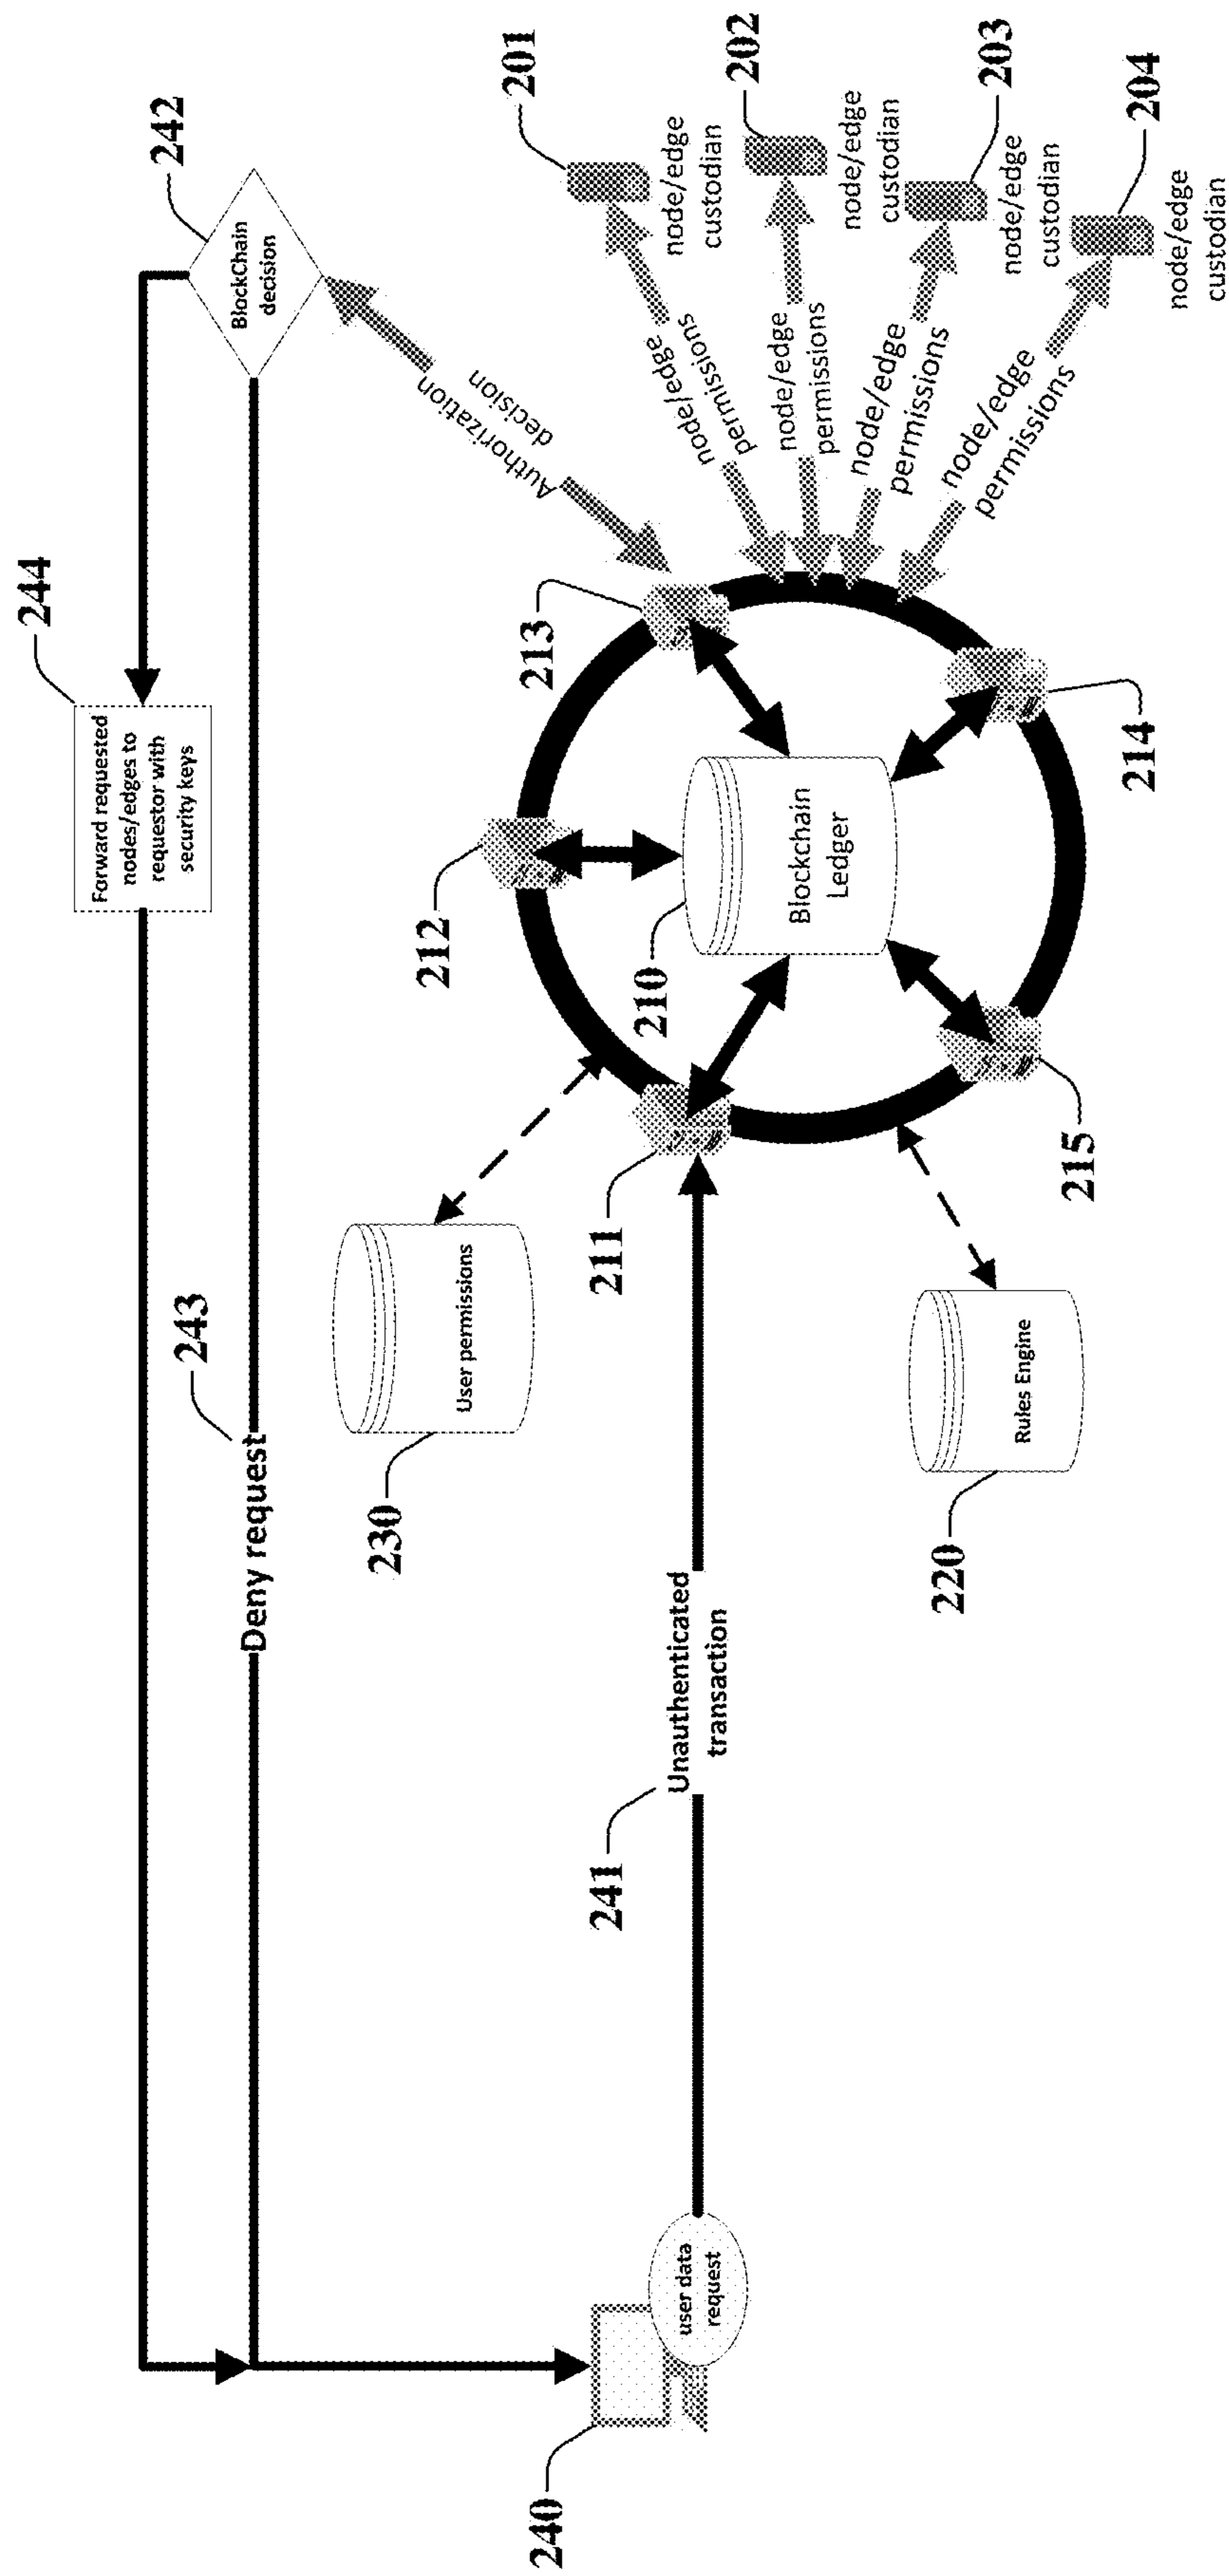 244
Forward requested
nodes/edges to
requestor with
security keys
242
BlockChain
decision
243
Deny request
Authorization
decision
230
User permissions
212
213
201
node/edge
custodian
node/edge
permissions
202
node/edge
custodian
node/edge
permissions
203
node/edge
custodian
node/edge
permissions
204
node/edge
custodian
node/edge
permissions
210
Blockchain
Ledger
211
214
215
240
user data
request
241
Unauthenticated
transaction
220
Rules Engine